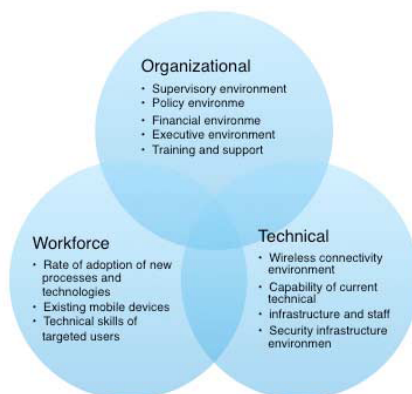 Organizational
• Supervisory environment
• Policy environme
• Financial environme
• Executive environment
• Training and support
Workforce
• Rate of adoption of new
processes and
technologies
• Existing mobile devices
• Technical skills of
targeted users
Technical
• Wireless connectivity
environment
• Capability of current
technical
• infrastructure and staff
• Security infrastructure
environmen